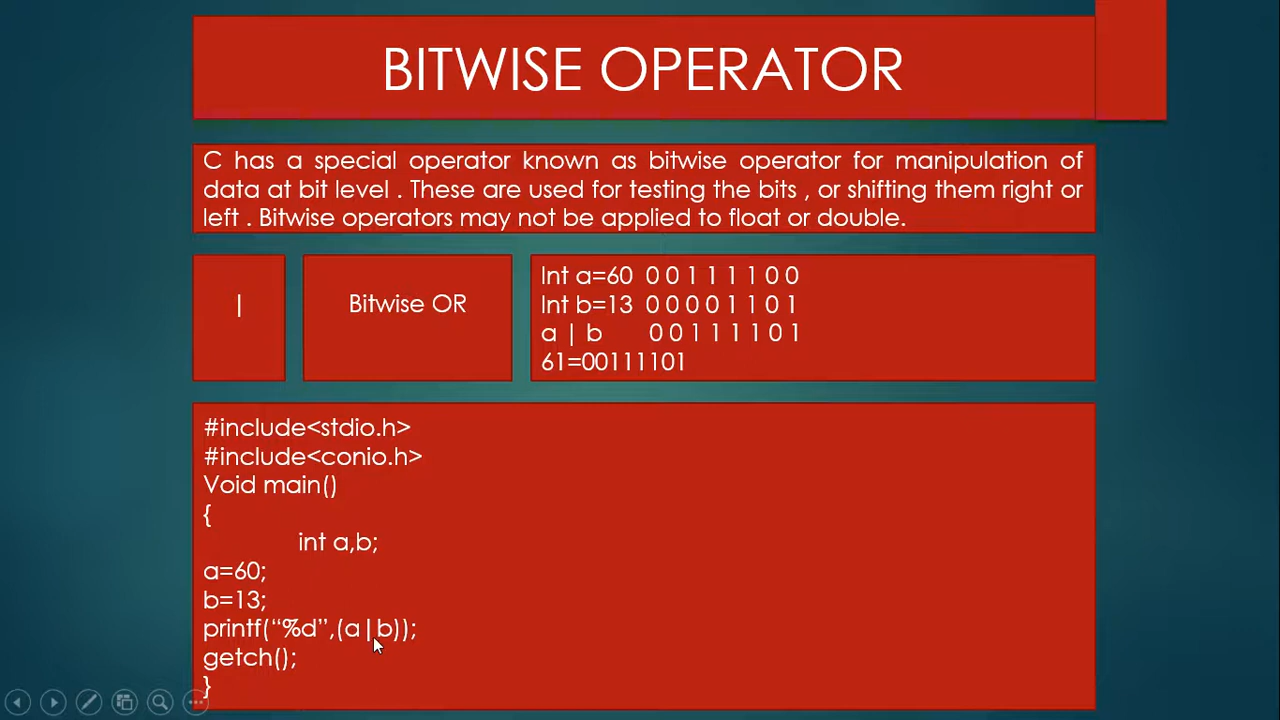 BITWISE OPERATOR
C has a special operator known as bitwise operator for manipulation of
data at bit level . These are used for testing the bits , or shifting them right or
left . Bitwise operators may not be applied to float or double.
|
Bitwise OR
Int a=60 0 0 1 1 1 1 0 0
Int b=13 0 0 0 0 1 1 0 1
a | b 0 0 1 1 1 1 0 1
61=00111101
#include<stdio.h>
#include<conio.h>
Void main()
{
int a,b;
a=60;
b=13;
printf(“%d”,(a|b));
getch();
}